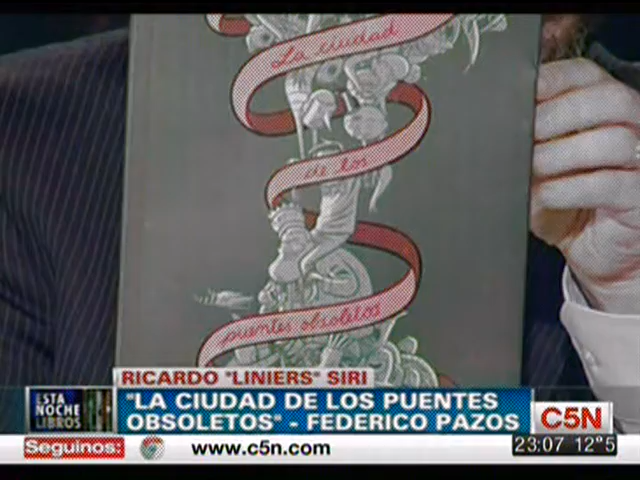 La ciudad
de los
puentes obsoletos
RICARDO "LINIERS" SIRI
ESTA
NOCHE
LIBROS
"LA CIUDAD DE LOS PUENTES
OBSOLETOS" - FEDERICO PAZOS
C5N
Seguinos:
www.c5n.com
23:07 12°5